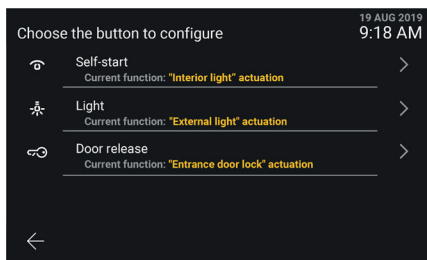 19 AUG 2019
Choose the button to configure
9:18 AM
Self-start
Current function: "Interior light" actuation
Light
Current function: "External light" actuation
Door release
Current function: "Entrance door lock" actuation